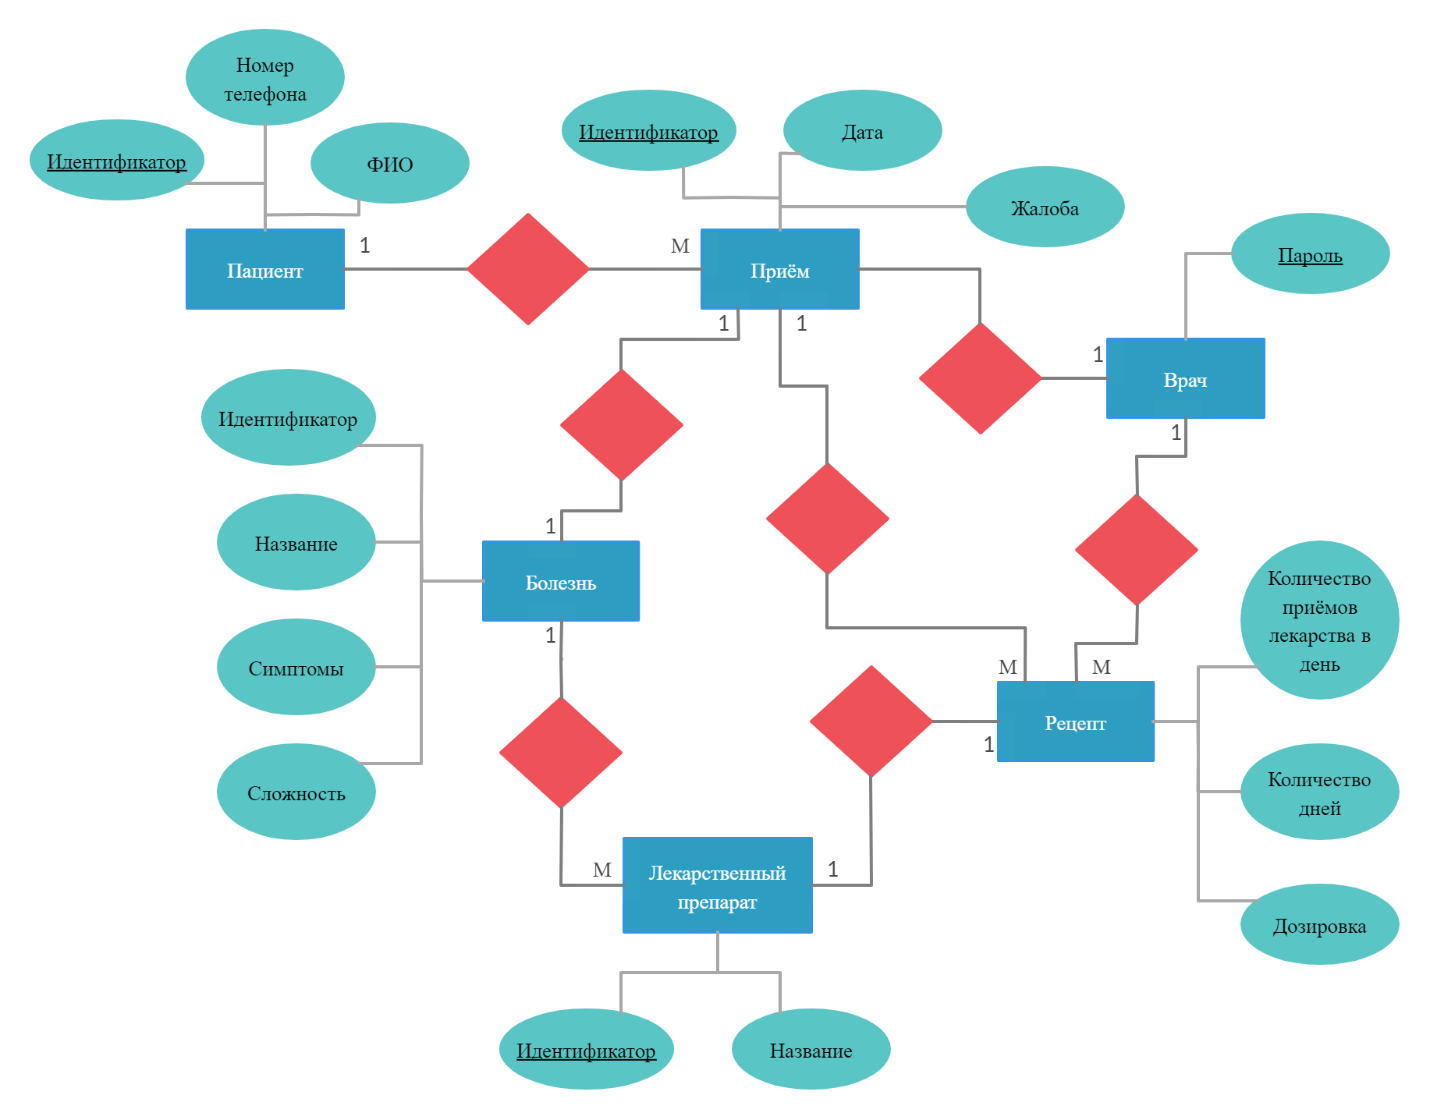 Номер
телефона
Идентификатор
ФИО
Идентификатор
Дата
Жалоба
Пароль
Пациент
1
М
Приём
1
1
1
Врач
1
Идентификатор
Название
Симптомы
Сложность
1
Болезнь
1
М
М
Рецепт
1
Количество
приёмов
лекарства в
день
Количество
дней
Дозировка
М
Лекарственный
препарат
1
Идентификатор
Название